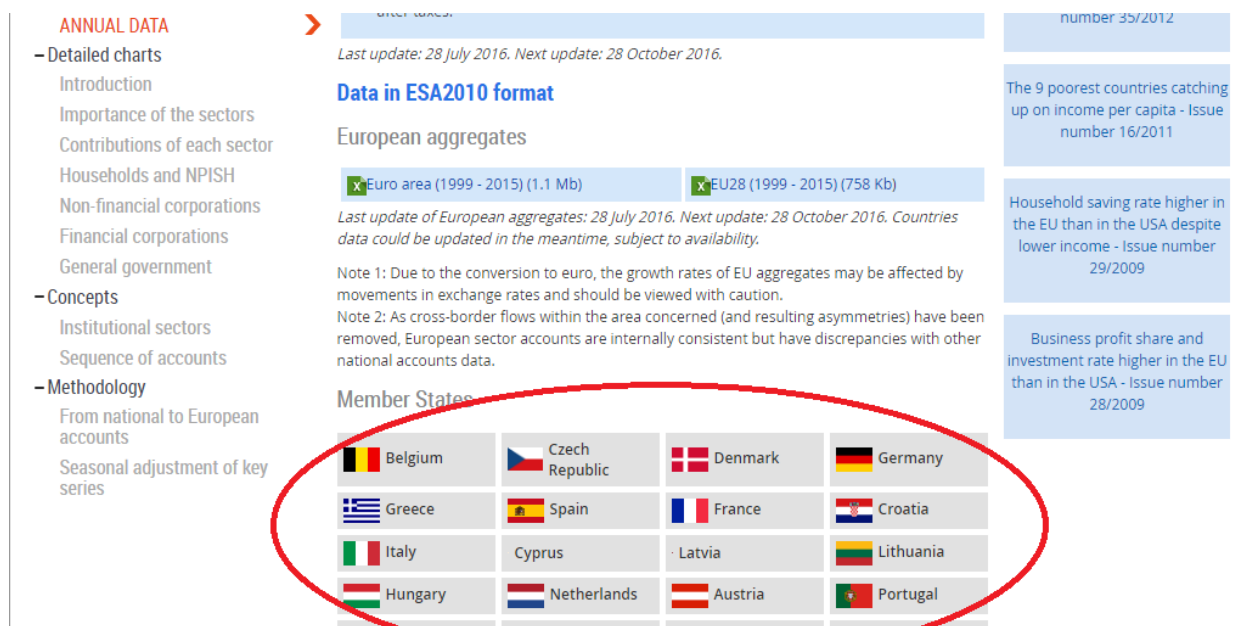 ANNUAL DATA
– Detailed charts
Introduction
Importance of the sectors
Contributions of each sector
Households and NPISH
Non-financial corporations
Financial corporations
General government
– Concepts
Institutional sectors
Sequence of accounts
– Methodology
From national to European
accounts
Seasonal adjustment of key
series
after taxes.
Last update: 28 July 2016. Next update: 28 October 2016.
Data in ESA2010 format
European aggregates
Euro area (1999 - 2015) (1.1 Mb)
EU28 (1999 - 2015) (758 Kb)
Last update of European aggregates: 28 July 2016. Next update: 28 October 2016. Countries
data could be updated in the meantime, subject to availability.
Note 1: Due to the conversion to euro, the growth rates of EU aggregates may be affected by
movements in exchange rates and should be viewed with caution.
Note 2: As cross-border flows within the area concerned (and resulting asymmetries) have been
removed, European sector accounts are internally consistent but have discrepancies with other
national accounts data.
Member States
Belgium
Czech
Republic
Denmark
Germany
Greece
Spain
France
Croatia
Italy
Cyprus
Latvia
Lithuania
Hungary
Netherlands
Austria
Portugal
number 35/2012
The 9 poorest countries catching
up on income per capita - Issue
number 16/2011
Household saving rate higher in
the EU than in the USA despite
lower income - Issue number
29/2009
Business profit share and
investment rate higher in the EU
than in the USA - Issue number
28/2009